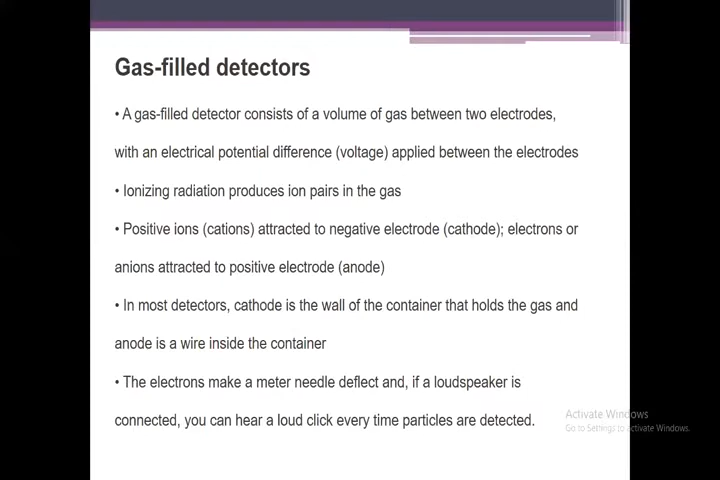 Gas-filled detectors
• A gas-filled detector consists of a volume of gas between two electrodes,
with an electrical potential difference (voltage) applied between the electrodes
• Ionizing radiation produces ion pairs in the gas
• Positive ions (cations) attracted to negative electrode (cathode); electrons or
anions attracted to positive electrode (anode)
• In most detectors, cathode is the wall of the container that holds the gas and
anode is a wire inside the container
• The electrons make a meter needle deflect and, if a loudspeaker is
connected, you can hear a loud click every time particles are detected.
Activate Windows
Go to Settings to Activate Windows.